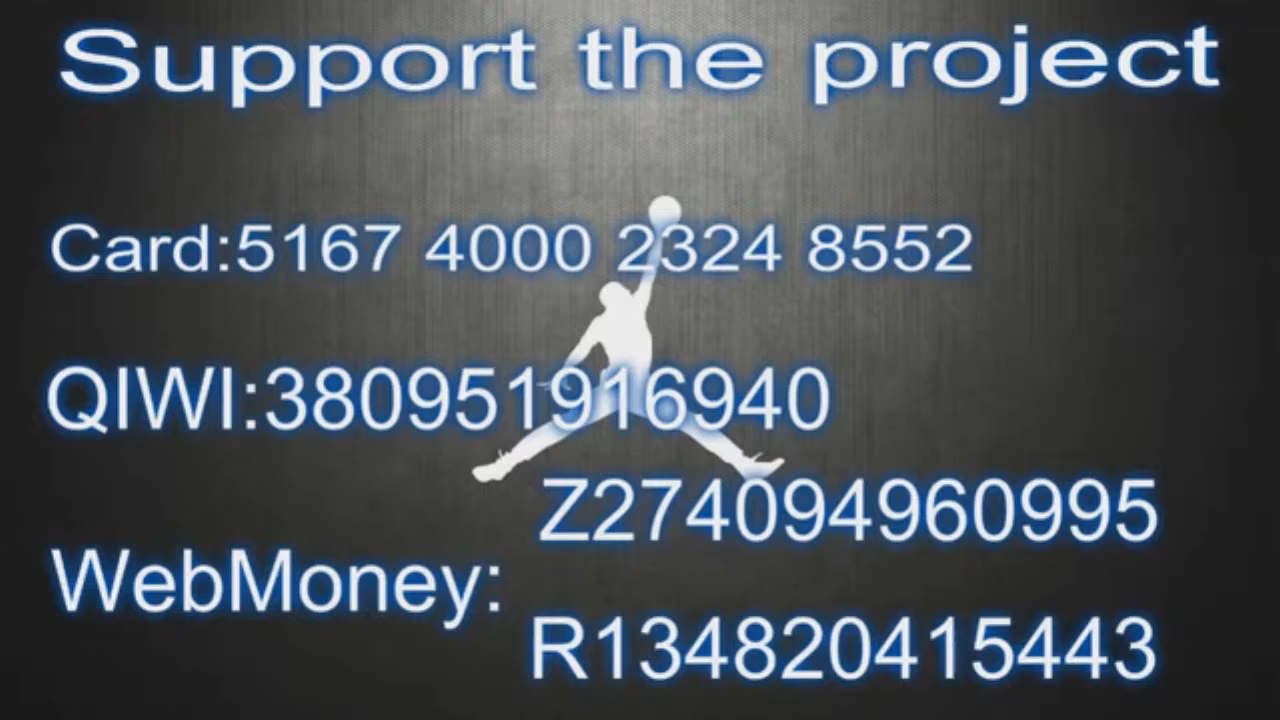 Support the project
Card:5167 4000 2324 8552
QIWI:380951916940
Z274094960995
WebMoney:
R134820415443